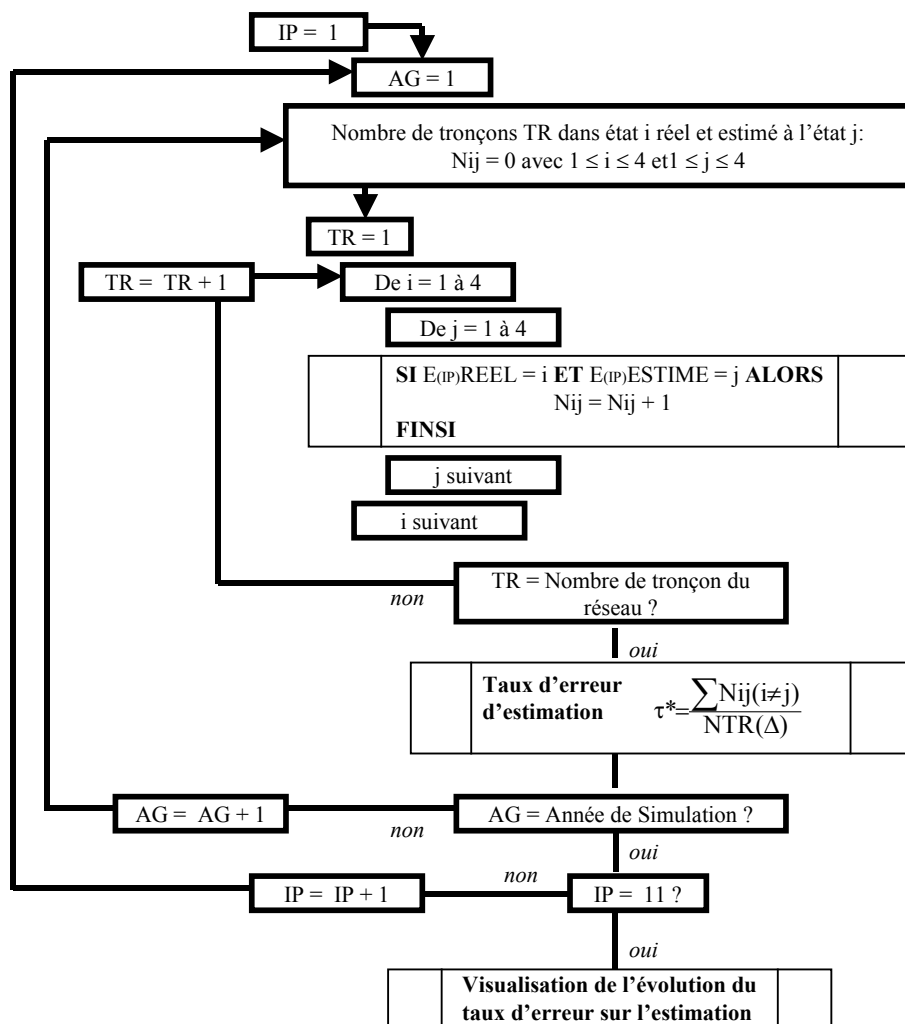 IP = 1
AG = 1
Nombre de tronçons TR dans état i réel et estimé à l'état j:
Nij = 0 avec 1 ≤ i ≤ 4 et1 ≤ j ≤ 4
TR = 1
TR = TR + 1
De i = 1 à 4
De j = 1 à 4
SI E(IP)REEL = i ET E(IP)ESTIME = j ALORS
Nij = Nij + 1
FINSI
j suivant
i suivant
TR = Nombre de tronçon du
réseau ?
non
oui
Taux d'erreur
d'estimation
τ*=∑Nij(i≠j)/NTR(Δ)
AG = AG + 1
non
AG = Année de Simulation ?
oui
IP = IP + 1
non
IP = 11 ?
oui
Visualisation de l'évolution du
taux d'erreur sur l'estimation